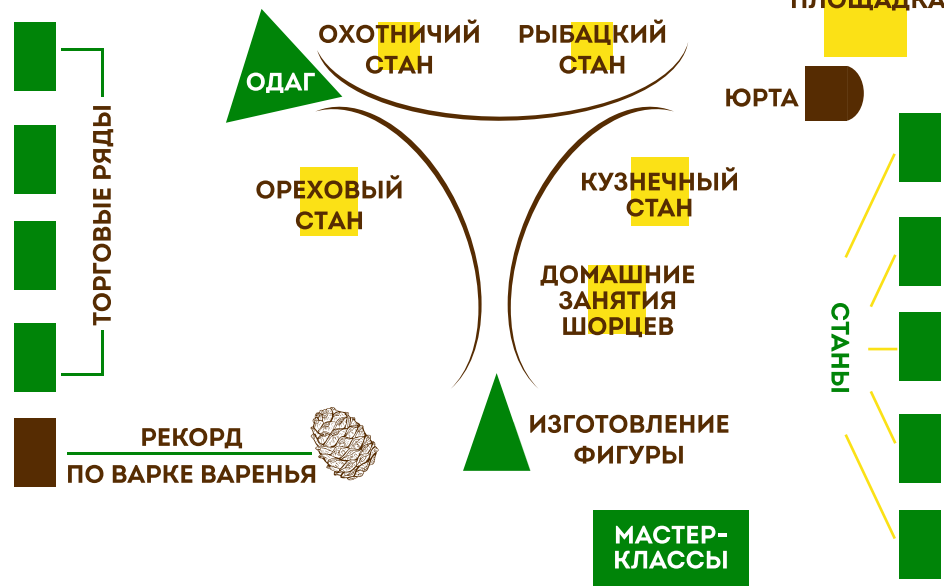 ПЛОЩАДКА
ОХОТНИЧИЙ
СТАН
РЫБАЦКИЙ
СТАН
ОДАГ
ЮРТА
ТОРГОВЫЕ РЯДЫ
ОРЕХОВЫЙ
СТАН
КУЗНЕЧНЫЙ
СТАН
ДОМАШНИЕ
ЗАНЯТИЯ
ШОРЦЕВ
СТАНЫ
РЕКОРД
ПО ВАРКЕ ВАРЕНЬЯ
ИЗГОТОВЛЕНИЕ
ФИГУРЫ
МАСТЕР-
КЛАССЫ